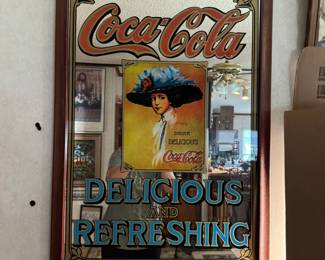 Coca-Cola
DRINK
DELICIOUS
Coca-Cola
DELICIOUS
AND
REFRESHING